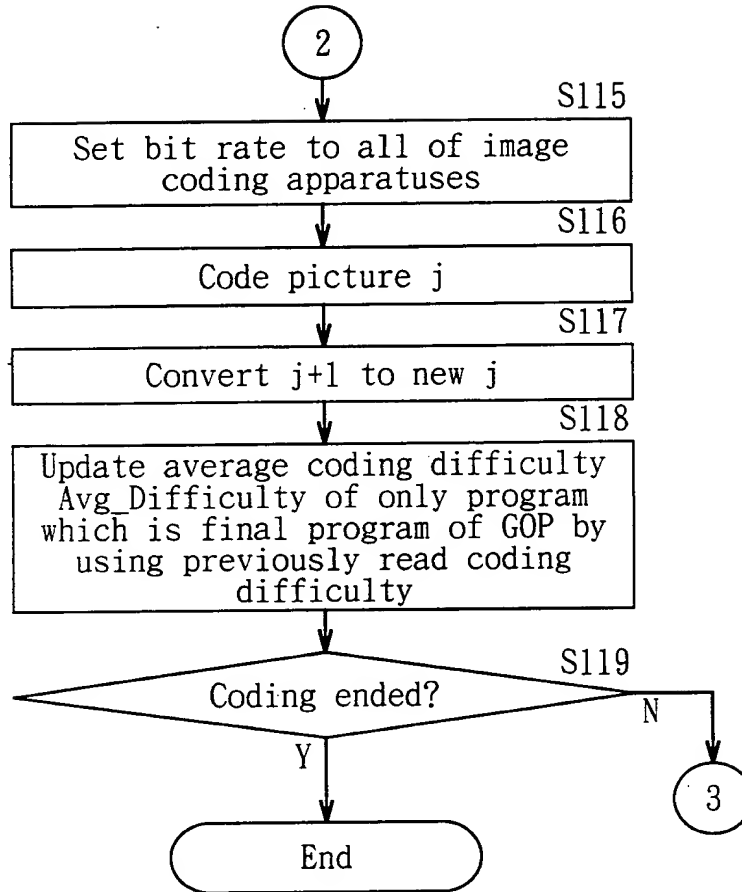 2
S115
Set bit rate to all of image
coding apparatuses
S116
Code picture j
S117
Convert j+1 to new j
S118
Update average coding difficulty
Avg_Difficulty of only program
which is final program of GOP by
using previously read coding
difficulty
S119
Coding ended?
N
Y
3
End